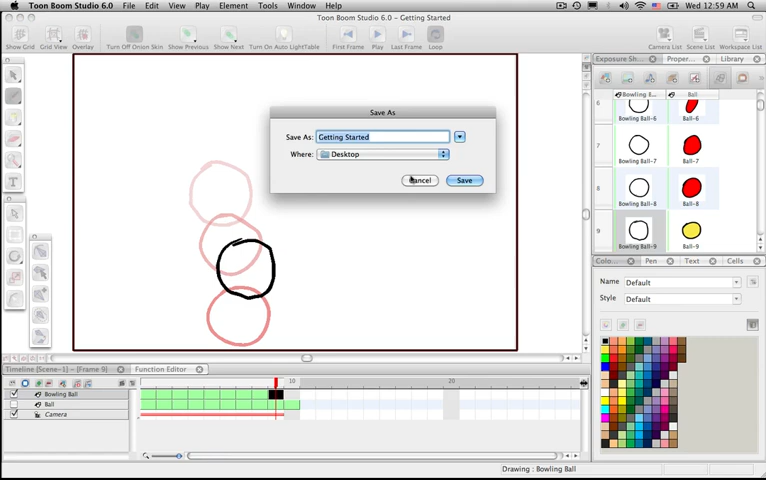 Toon Boom Studio 6.0 File Edit View Play Element Tools Window Help Wed 12:59 AM
Toon Boom Studio 6.0 - Getting Started
Show Grid Grid View Overlay Turn Off Onion Skin Show Previous Show Next Turn On AutoLightTable First Frame Play Last Frame Loop Camera List Scene List Workspace List
Exposure Sh... Proper... Library
Bowling B... Ball
6
Bowling Ball-6 Ball-6
7
Bowling Ball-7 Ball-7
8
Bowling Ball-8 Ball-8
9
Bowling Ball-9 Ball-9
Save As
Save As: Getting Started
Where: Desktop
Cancel Save
T
Colo... Pen Text Cells
Name Default
Style Default
Timeline [Scene-1] - [Frame 9] Function Editor
10 20
Bowling Ball
Ball
Camera
Drawing : Bowling Ball